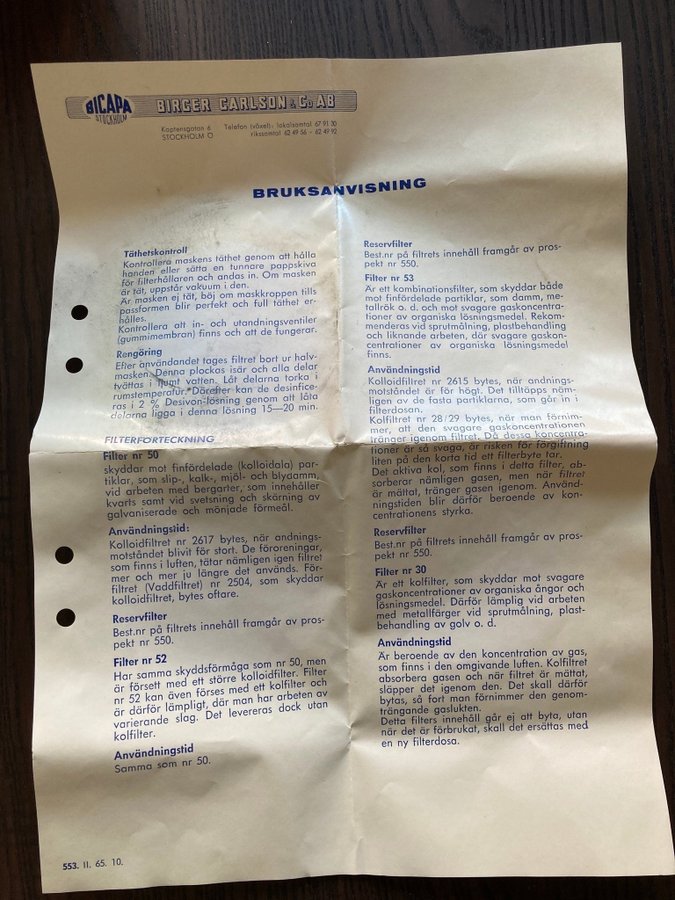 BICAPA
STOCKHOLM
BIRGER CARLSON & Co AB
Kaptensgatan 6
STOCKHOLM Ö
Telefon (växel): lokalsamtal 67 91 30
rikssamtal 62 49 56 - 62 49 92
BRUKSANVISNING
Täthetskontroll
Kontrollera maskens täthet genom att hålla
handen eller sätta en tunnare pappskiva
för filterhållaren och andas in. Om masken
är tät, uppstår vakuum i den.
Är masken ej tät, böj om maskkroppen tills
passformen blir perfekt och full täthet er-
hålles.
Kontrollera att in- och utandningsventiler
(gummimembran) finns och att de fungerar.
Rengöring
Efter användandet tages filtret bort ur halv-
masken. Denna plockas isär och alla delar
tvättas i ljumt vatten. Låt delarna torka i
rumstemperatur. Därefter kan de desinfice-
ras i 2 % Desivon-lösning genom att låta
delarna ligga i denna lösning 15—20 min.
FILTERFÖRTECKNING
Filter nr 50
skyddar mot finfördelade (kolloidala) par-
tiklar, som slip-, kalk-, mjöl- och blydamm,
vid arbeten med bergarter, som innehåller
kvarts samt vid svetsning och skärning av
galvaniserade och mönjade föremål.
Användningstid:
Kolloidfiltret nr 2617 bytes, när andnings-
motståndet blivit för stort. De föroreningar,
som finns i luften, tätar nämligen igen filtret
mer och mer ju längre det används. För-
filtret (Vaddfiltret) nr 2504, som skyddar
kolloidfiltret, bytes oftare.
Reservfilter
Best.nr på filtrets innehåll framgår av pros-
pekt nr 550.
Filter nr 52
Har samma skyddsförmåga som nr 50, men
är försett med ett större kolloidfilter. Filter
nr 52 kan även förses med ett kolfilter och
är därför lämpligt, där man har arbeten av
varierande slag. Det levereras dock utan
kolfilter.
Användningstid
Samma som nr 50.
Reservfilter
Best.nr på filtrets innehåll framgår av pros-
pekt nr 550.
Filter nr 53
Är ett kombinationsfilter, som skyddar både
mot finfördelade partiklar, som damm, me-
tallrök o. d. och mot svagare gaskoncentra-
tioner av organiska lösningsmedel. Rekom-
menderas vid sprutmålning, plastbehandling
och liknande arbeten, där svagare gaskon-
centrationer av organiska lösningsmedel
finns.
Användningstid
Kolloidfiltret nr 2615 bytes, när andnings-
motståndet är för högt. Det tilltäpps näm-
ligen av de fasta partiklarna, som går in i
filterdosan.
Kolfiltret nr 28/29 bytes, när man förnim-
mer, att den svagare gaskoncentrationen
tränger igenom filtret. Då dessa koncentra-
tioner är så svaga, är risken för förgiftning
liten på den korta tid ett filterbyte tar.
Det aktiva kol, som finns i detta filter, ab-
sorberar nämligen gasen, men när filtret
är mättat, tränger gasen igenom. Använd-
ningstiden blir därför beroende av kon-
centrationens styrka.
Reservfilter
Best.nr på filtrets innehåll framgår av pros-
pekt nr 550.
Filter nr 30
Är ett kolfilter, som skyddar mot svagare
gaskoncentrationer av organiska ångor och
lösningsmedel. Därför lämplig vid arbeten
med metallfärger vid sprutmålning, plast-
behandling av golv o. d.
Användningstid
Är beroende av den koncentration av gas,
som finns i den omgivande luften. Kolfiltret
absorbera gasen och när filtret är mättat,
släpper det igenom den. Det skall därför
bytas, så fort man förnimmer den genom-
trängande gaslukten.
Detta filters innehåll går ej att byta, utan
när det är förbrukat, skall det ersättas med
en ny filterdosa.
553. II. 65. 10.